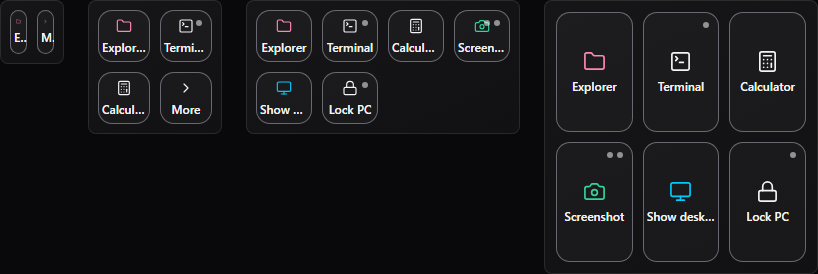 E..
M.
Explor...
Termi...
Calcul...
More
Explorer
Terminal
Calcul...
Screen...
Show ...
Lock PC
Explorer
Terminal
Calculator
Screenshot
Show desk...
Lock PC